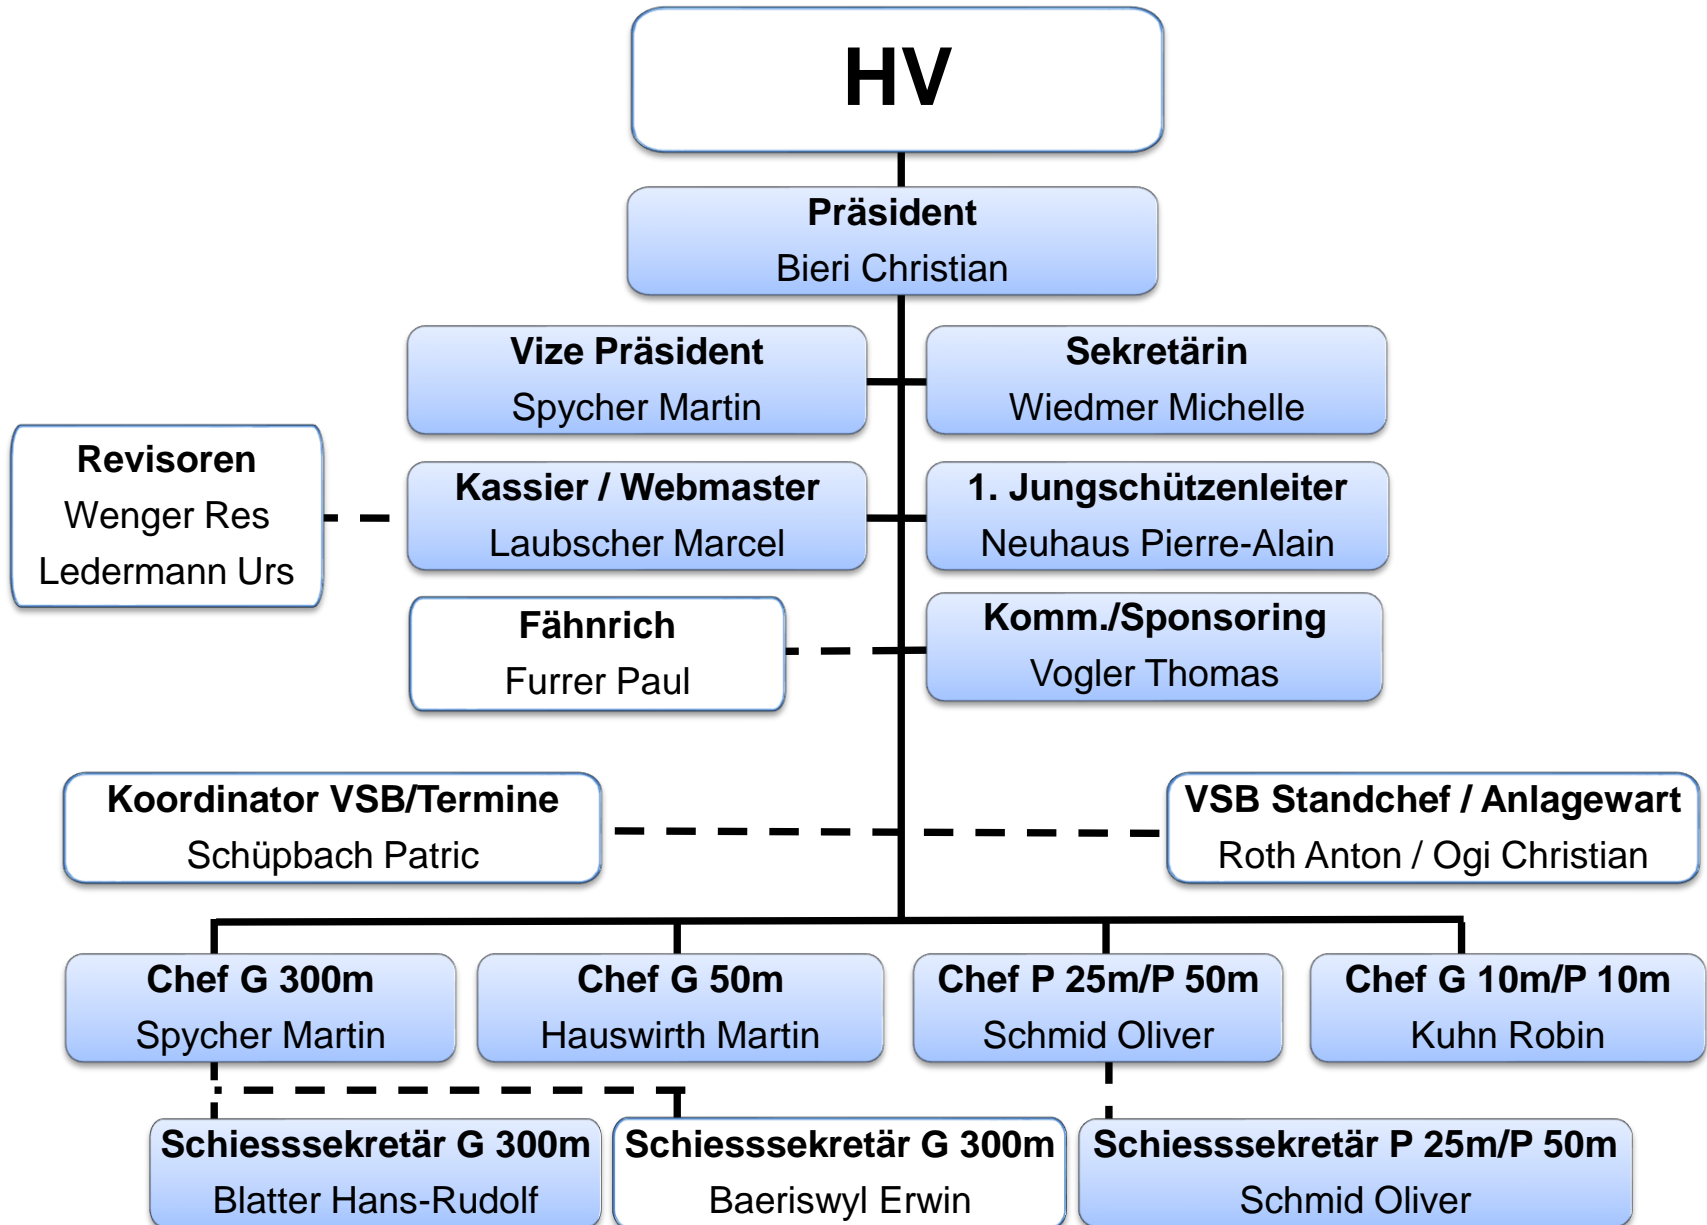 HV
Präsident
Bieri Christian
Vize Präsident
Spycher Martin
Sekretärin
Wiedmer Michelle
Revisoren
Wenger Res
Ledermann Urs
Kassier / Webmaster
Laubscher Marcel
1. Jungschützenleiter
Neuhaus Pierre-Alain
Fähnrich
Furrer Paul
Komm./Sponsoring
Vogler Thomas
Koordinator VSB/Termine
Schüpbach Patric
VSB Standchef / Anlagewart
Roth Anton / Ogi Christian
Chef G 300m
Spycher Martin
Chef G 50m
Hauswirth Martin
Chef P 25m/P 50m
Schmid Oliver
Chef G 10m/P 10m
Kuhn Robin
Schiesssekretär G 300m
Blatter Hans-Rudolf
Schiesssekretär G 300m
Baeriswyl Erwin
Schiesssekretär P 25m/P 50m
Schmid Oliver